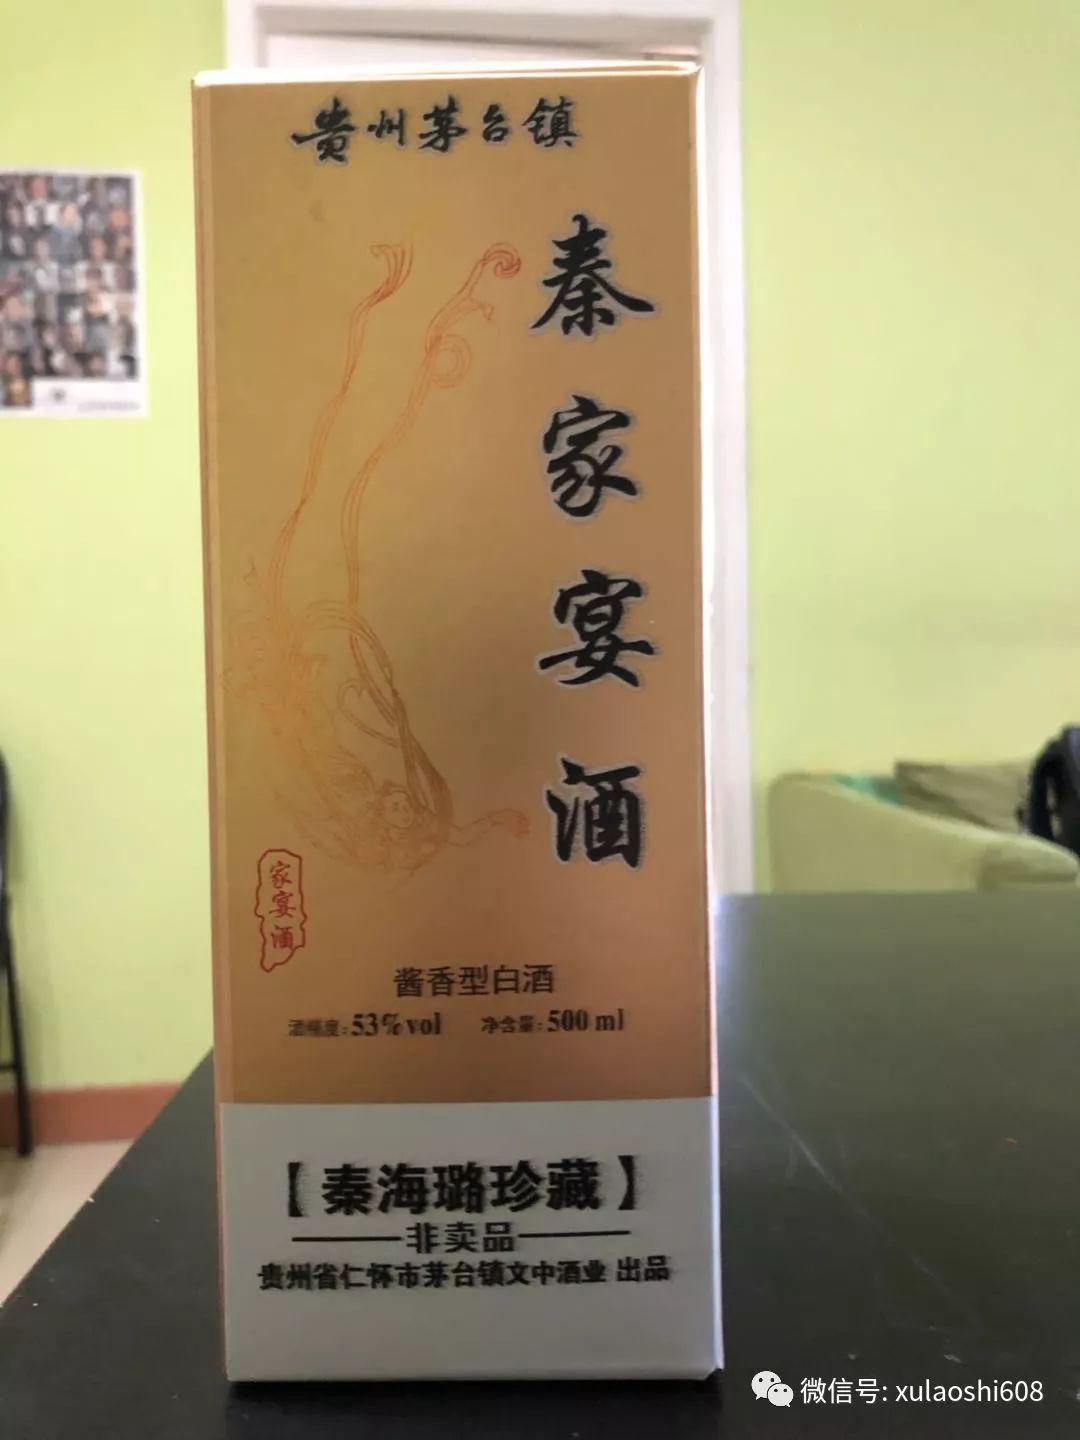 贵州茅台镇
秦家宴酒
家宴酒
酱香型白酒
酒精度:53%vol 净含量:500ml
【秦海璐珍藏】
非卖品
贵州省仁怀市茅台镇文中酒业 出品
微信号: xulaoshi608